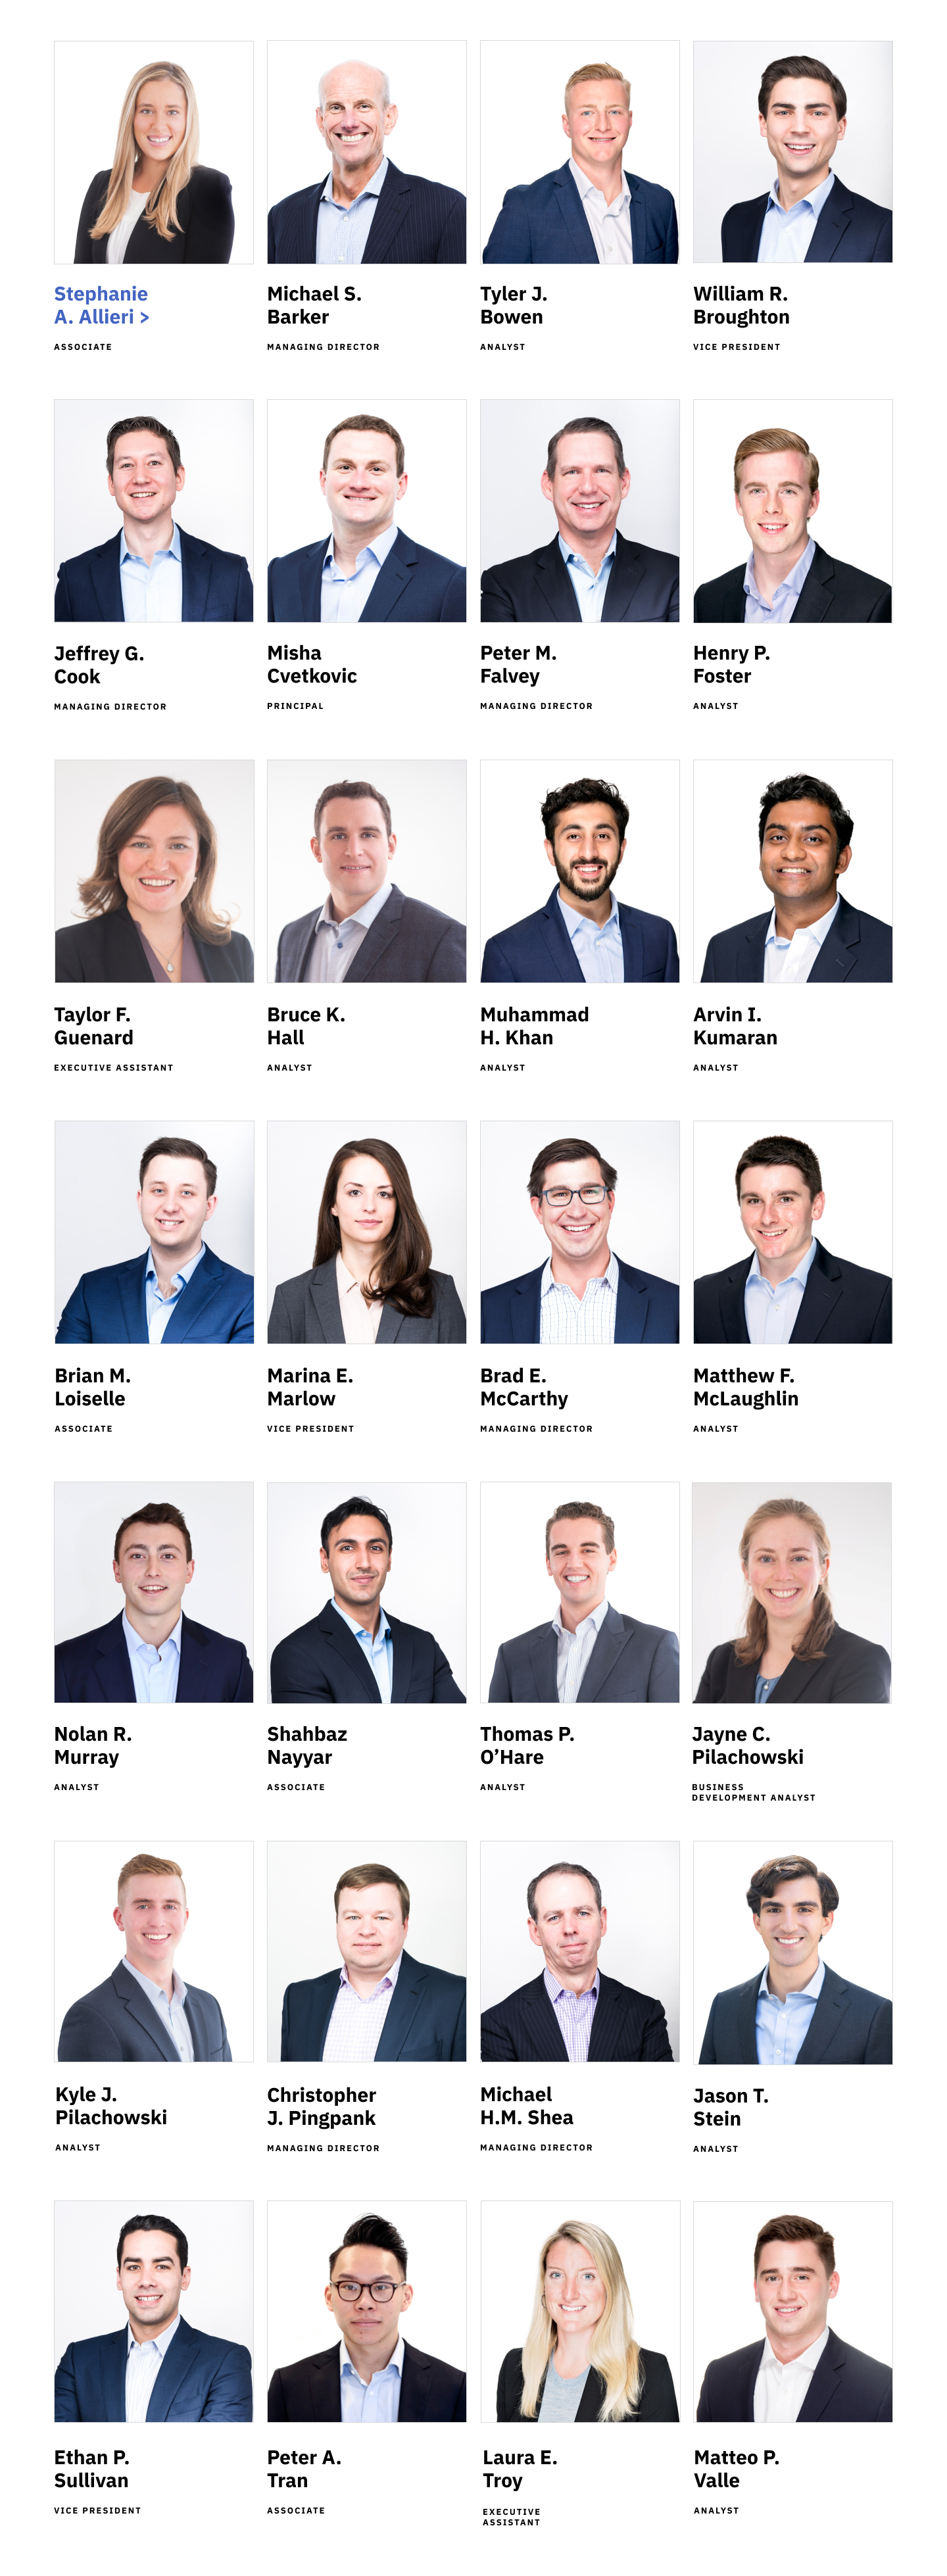 Stephanie
A. Allieri >
ASSOCIATE
Michael S.
Barker
MANAGING DIRECTOR
Tyler J.
Bowen
ANALYST
William R.
Broughton
VICE PRESIDENT
Jeffrey G.
Cook
MANAGING DIRECTOR
Misha
Cvetkovic
PRINCIPAL
Peter M.
Falvey
MANAGING DIRECTOR
Henry P.
Foster
ANALYST
Taylor F.
Guenard
EXECUTIVE ASSISTANT
Bruce K.
Hall
ANALYST
Muhammad
H. Khan
ANALYST
Arvin I.
Kumaran
ANALYST
Brian M.
Loiselle
ASSOCIATE
Marina E.
Marlow
VICE PRESIDENT
Brad E.
McCarthy
MANAGING DIRECTOR
Matthew F.
McLaughlin
ANALYST
Nolan R.
Murray
ANALYST
Shahbaz
Nayyar
ASSOCIATE
Thomas P.
O’Hare
ANALYST
Jayne C.
Pilachowski
BUSINESS
DEVELOPMENT ANALYST
Kyle J.
Pilachowski
ANALYST
Christopher
J. Pingpank
MANAGING DIRECTOR
Michael
H.M. Shea
MANAGING DIRECTOR
Jason T.
Stein
ANALYST
Ethan P.
Sullivan
VICE PRESIDENT
Peter A.
Tran
ASSOCIATE
Laura E.
Troy
EXECUTIVE
ASSISTANT
Matteo P.
Valle
ANALYST